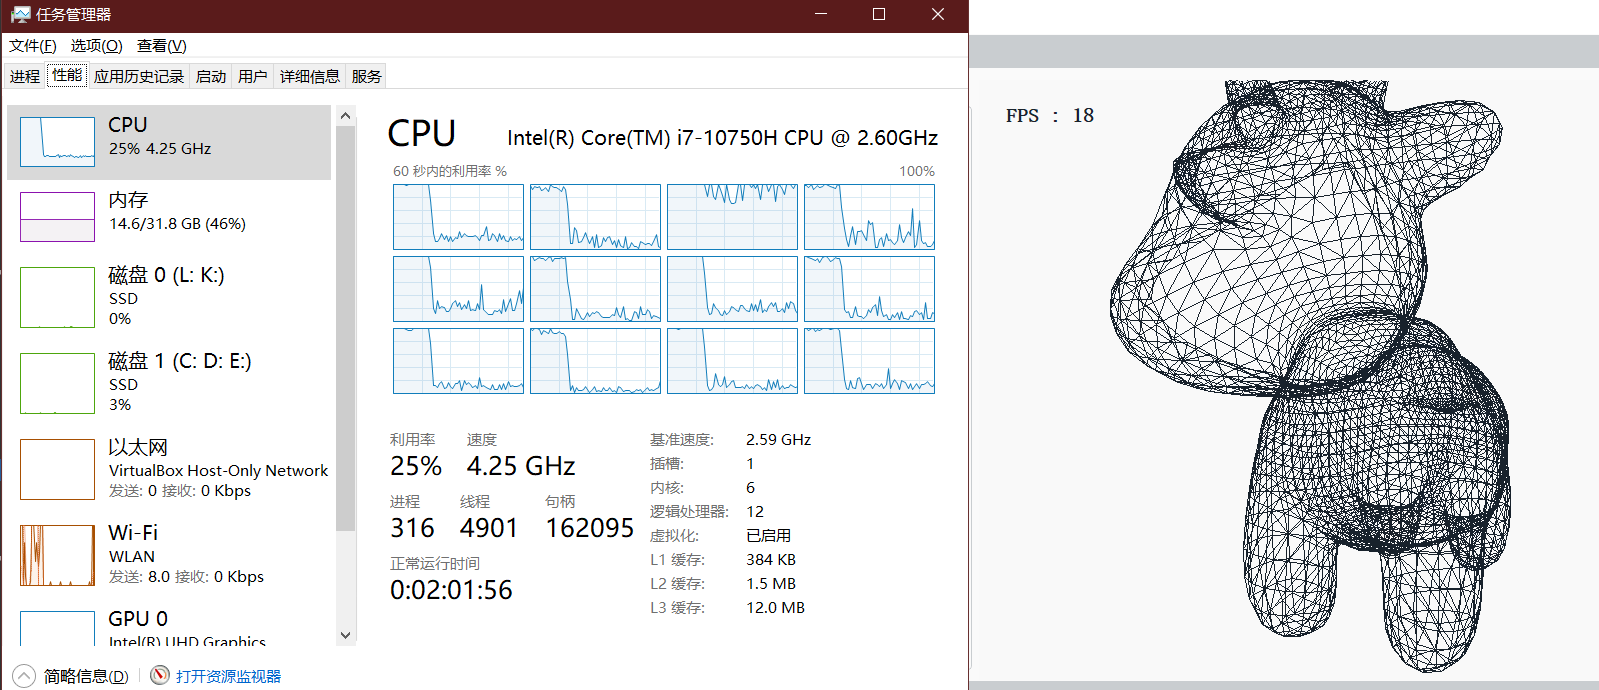 任务管理器
文件(F) 选项(O) 查看(V)
进程 性能 应用历史记录 启动 用户 详细信息 服务
CPU
25% 4.25 GHz
内存
14.6/31.8 GB (46%)
磁盘 0 (L: K:)
SSD
0%
磁盘 1 (C: D: E:)
SSD
3%
以太网
VirtualBox Host-Only Network
发送: 0 接收: 0 Kbps
Wi-Fi
WLAN
发送: 8.0 接收: 0 Kbps
GPU 0
Intel(R) UHD Graphics
CPU Intel(R) Core(TM) i7-10750H CPU @ 2.60GHz
60 秒内的利用率 % 100%
利用率 速度
25% 4.25 GHz
进程 线程 句柄
316 4901 162095
正常运行时间
0:02:01:56
基准速度: 2.59 GHz
插槽: 1
内核: 6
逻辑处理器: 12
虚拟化: 已启用
L1 缓存: 384 KB
L2 缓存: 1.5 MB
L3 缓存: 12.0 MB
简略信息(D) 打开资源监视器
FPS : 18